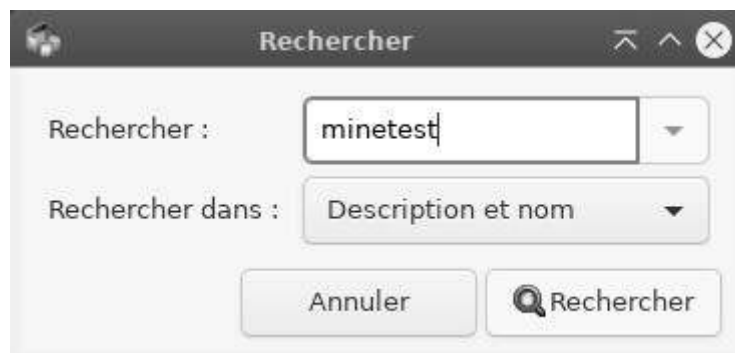 Rechercher
Rechercher : minetest
Rechercher dans : Description et nom
Annuler Rechercher